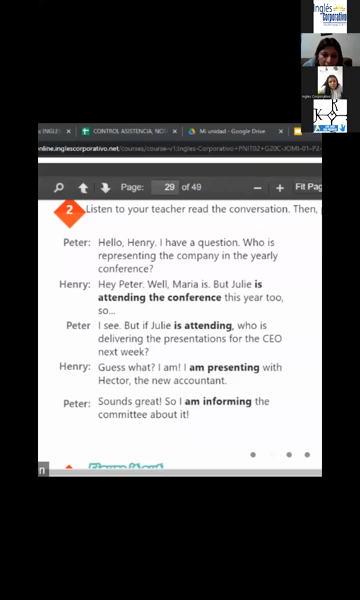 Inglés
Corporativo
Inglés Corporativo
CONTROL ASISTENCIA, NOT
Mi unidad - Google Drive
nline.inglescorporativo.net/courses/course-v1:Ingles-Corporativo+
Page: 29 of 49
Fit Pag
2 Listen to your teacher read the conversation. Then,
Peter: Hello, Henry. I have a question. Who is
representing the company in the yearly
conference?
Henry: Hey Peter. Well, Maria is. But Julie is
attending the conference this year too,
so...
Peter I see. But if Julie is attending, who is
delivering the presentations for the CEO
next week?
Henry: Guess what? I am! I am presenting with
Hector, the new accountant.
Peter: Sounds great! So I am informing the
committee about it!
n